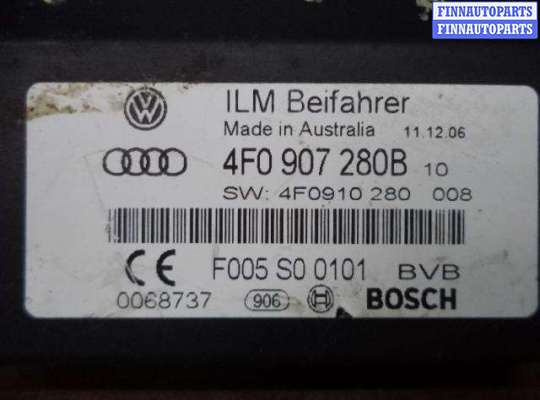 FINNAUTOPARTS
FINNAUTOPARTS
ILM Beifahrer
Made in Australia 11.12.06
4F0 907 280B 10
SW: 4F0910 280 008
CE F005 S0 0101 BVB
0068737 906 BOSCH